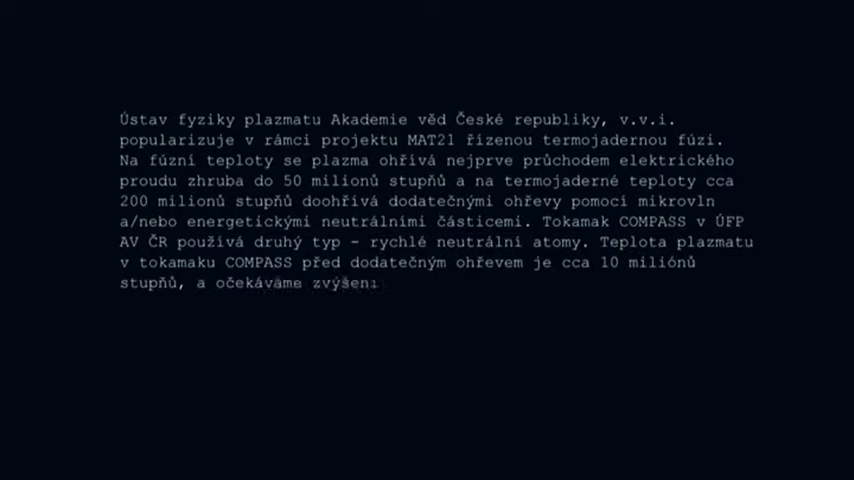 Ústav fyziky plazmatu Akademie věd České republiky, v.v.i.
popularizuje v rámci projektu MAT21 řízenou termojadernou fúzi.
Na fúzní teploty se plazma ohřívá nejprve průchodem elektrického
proudu zhruba do 50 milionů stupňů a na termojaderné teploty cca
200 milionů stupňů doohřívá dodatečnými ohřevy pomocí mikrovln
a/nebo energetickými neutrálními částicemi. Tokamak COMPASS v ÚFP
AV ČR používá druhý typ - rychlé neutrální atomy. Teplota plazmatu
v tokamaku COMPASS před dodatečným ohřevem je cca 10 miliónů
stupňů, a očekáváme